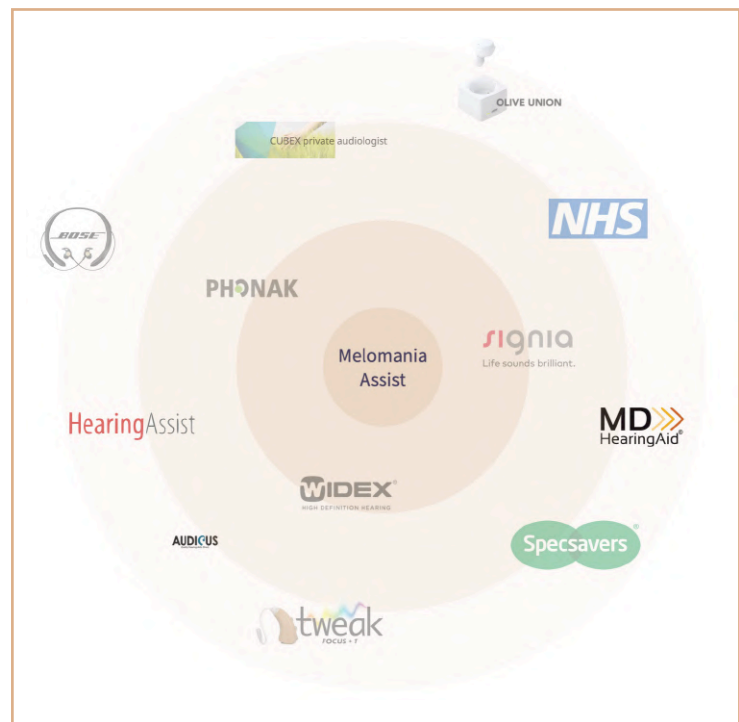 OLIVE UNION
CUBEX private audiologist
NHS
BOSE
PHONAK
signia
Life sounds brilliant.
Melomania
Assist
HearingAssist
MD
HearingAid®
WIDEX®
HIGH DEFINITION HEARING
AUDICUS
Specsavers®
tweak
FOCUS + T